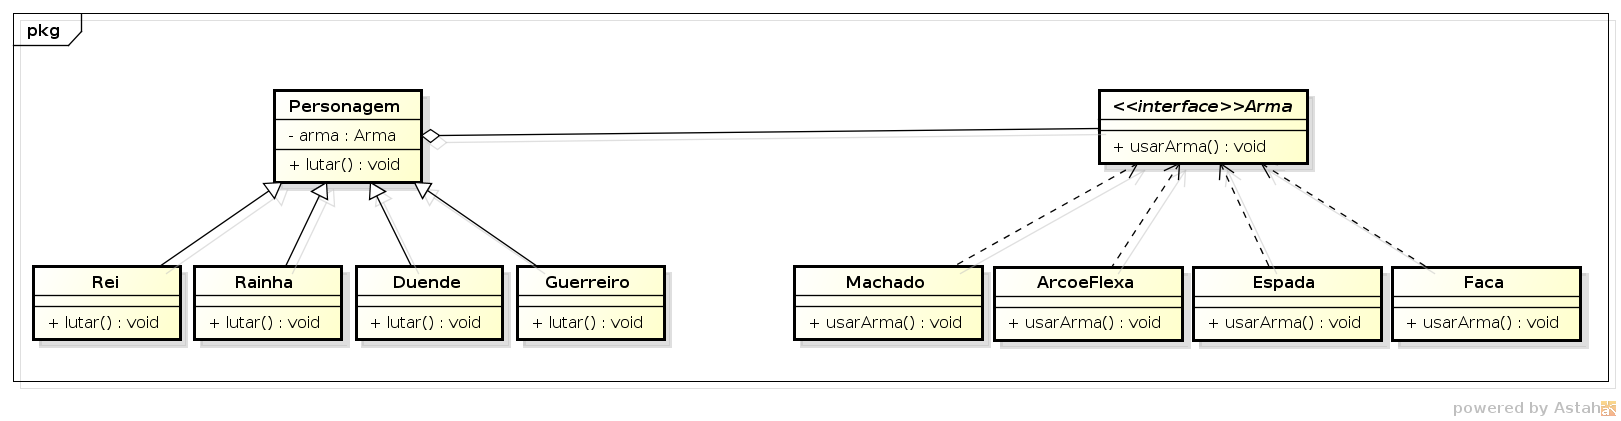 pkg
Personagem
- arma : Arma
+ lutar() : void
<<interface>>Arma
+ usarArma() : void
Rei
+ lutar() : void
Rainha
+ lutar() : void
Duende
+ lutar() : void
Guerreiro
+ lutar() : void
Machado
+ usarArma() : void
ArcoeFlexa
+ usarArma() : void
Espada
+ usarArma() : void
Faca
+ usarArma() : void
powered by Astah